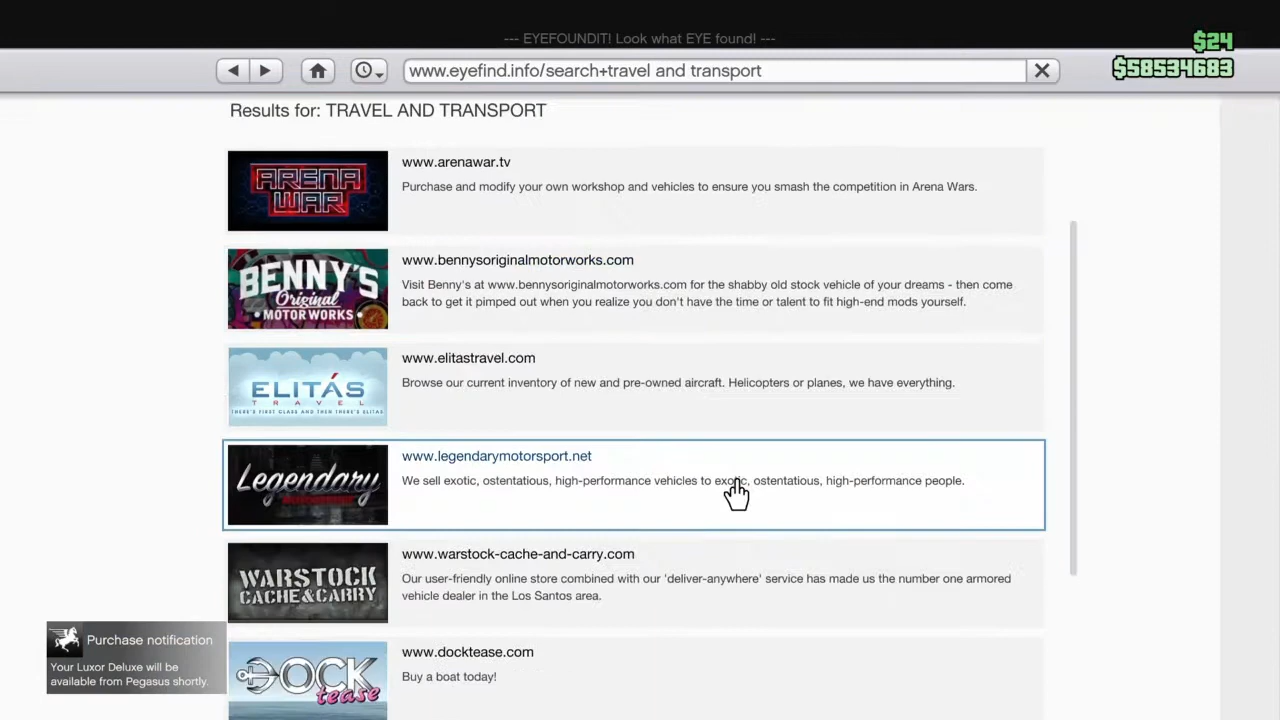 --- EYEFOUNDIT! Look what EYE found! ---
$24
www.eyefind.info/search+travel and transport
$58534683
Results for: TRAVEL AND TRANSPORT
ARENA
WAR
www.arenawar.tv
Purchase and modify your own workshop and vehicles to ensure you smash the competition in Arena Wars.
BENNY'S
Original
MOTOR WORKS
www.bennysoriginalmotorworks.com
Visit Benny's at www.bennysoriginalmotorworks.com for the shabby old stock vehicle of your dreams - then come
back to get it pimped out when you realize you don't have the time or talent to fit high-end mods yourself.
ELITÁS
TRAVEL
THERE'S FIRST CLASS AND THEN THERE'S ELITAS
www.elitastravel.com
Browse our current inventory of new and pre-owned aircraft. Helicopters or planes, we have everything.
Legendary
www.legendarymotorsport.net
We sell exotic, ostentatious, high-performance vehicles to exotic, ostentatious, high-performance people.
WARSTOCK
CACHE&CARRY
www.warstock-cache-and-carry.com
Our user-friendly online store combined with our 'deliver-anywhere' service has made us the number one armored
vehicle dealer in the Los Santos area.
Purchase notification
Your Luxor Deluxe will be
available from Pegasus shortly.
DOCK
tease
www.docktease.com
Buy a boat today!